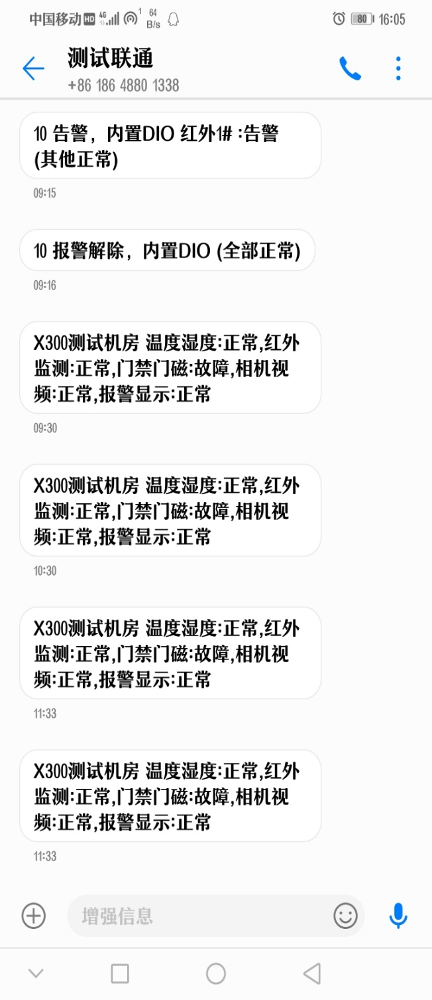 中国移动 HD 4G 1 64 B/s 80 16:05
测试联通
+86 186 4880 1338
10 告警，内置DIO 红外1# :告警
(其他正常)
09:15
10 报警解除，内置DIO (全部正常)
09:16
X300测试机房 温度湿度:正常,红外
监测:正常,门禁门磁:故障,相机视
频:正常,报警显示:正常
09:30
X300测试机房 温度湿度:正常,红外
监测:正常,门禁门磁:故障,相机视
频:正常,报警显示:正常
10:30
X300测试机房 温度湿度:正常,红外
监测:正常,门禁门磁:故障,相机视
频:正常,报警显示:正常
11:33
X300测试机房 温度湿度:正常,红外
监测:正常,门禁门磁:故障,相机视
频:正常,报警显示:正常
11:33
增强信息